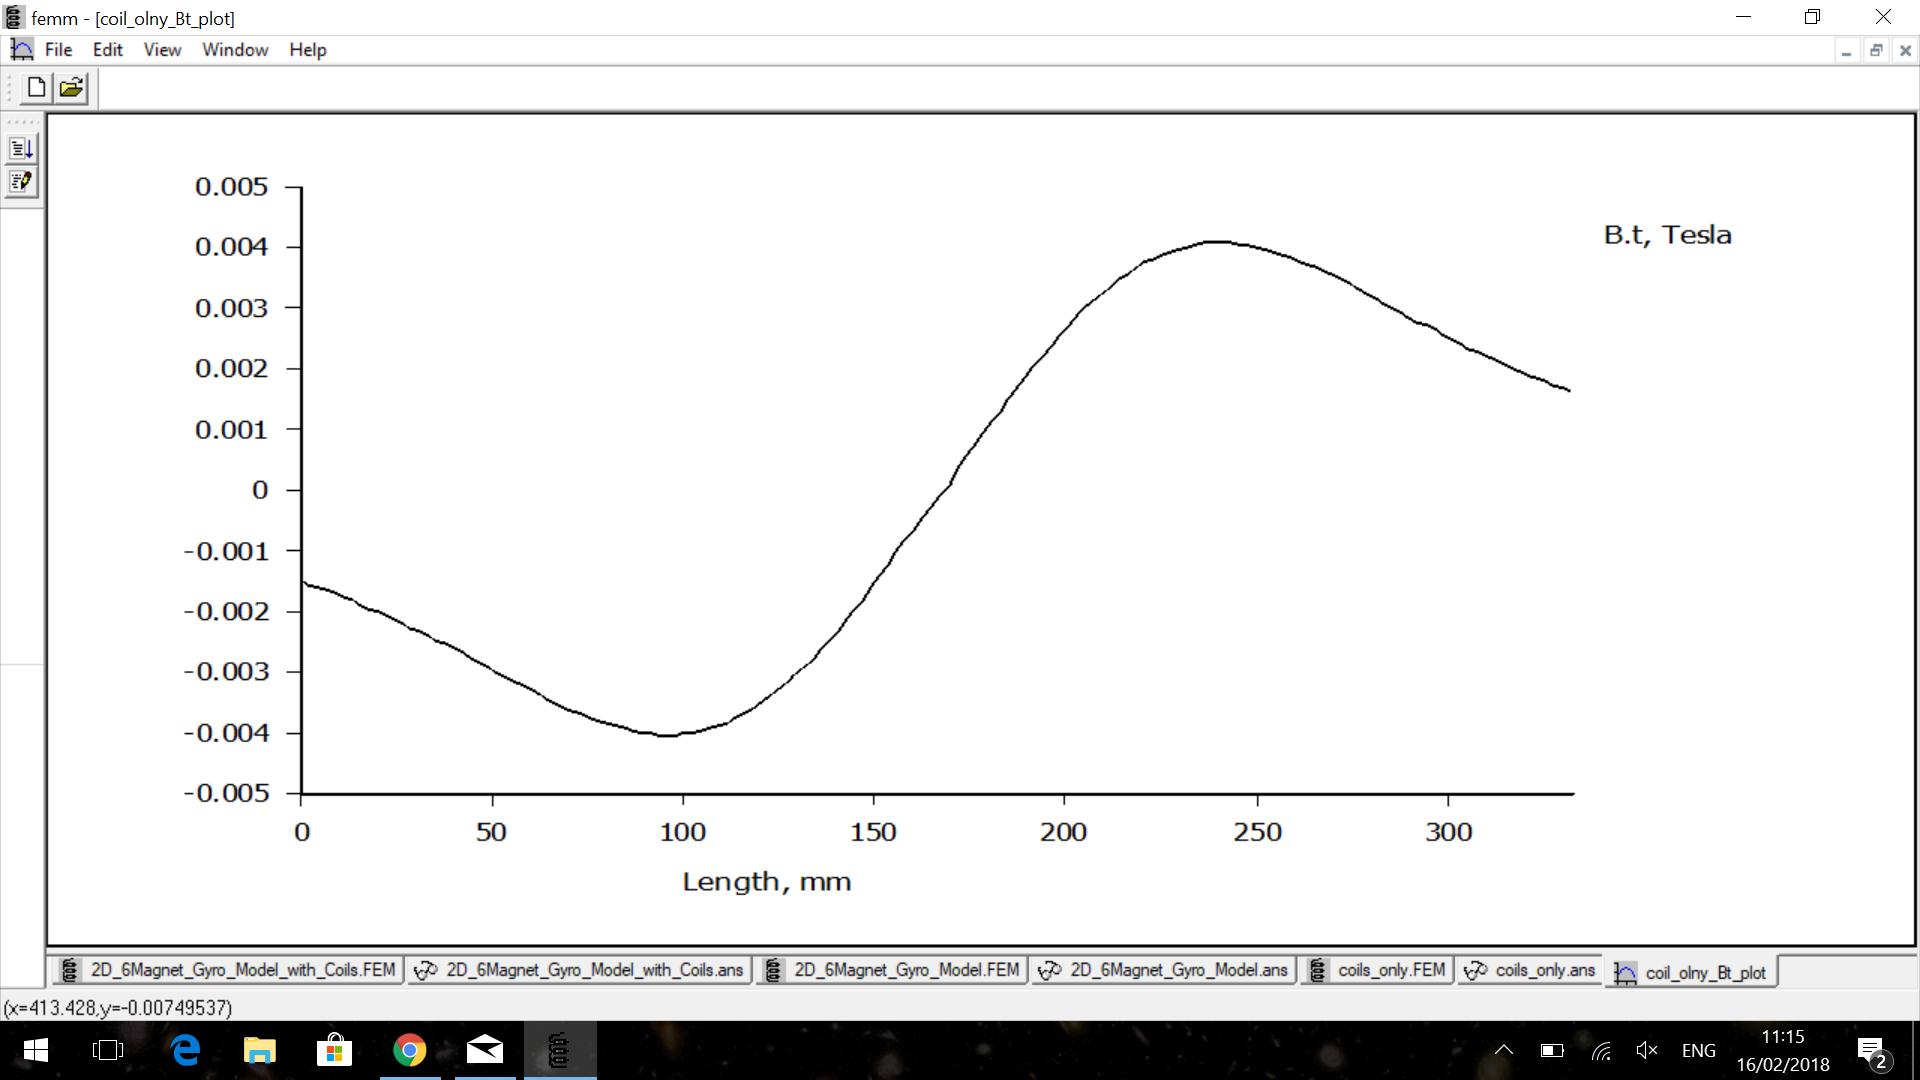 femm - [coil_olny_Bt_plot]
File Edit View Window Help
0.005
0.004
0.003
0.002
0.001
0
-0.001
-0.002
-0.003
-0.004
-0.005
B.t, Tesla
0 50 100 150 200 250 300
Length, mm
2D_6Magnet_Gyro_Model_with_Coils.FEM 2D_6Magnet_Gyro_Model_with_Coils.ans 2D_6Magnet_Gyro_Model.FEM 2D_6Magnet_Gyro_Model.ans coils_only.FEM coils_only.ans coil_olny_Bt_plot
(x=413.428,y=-0.00749537)
ENG
11:15
16/02/2018
2